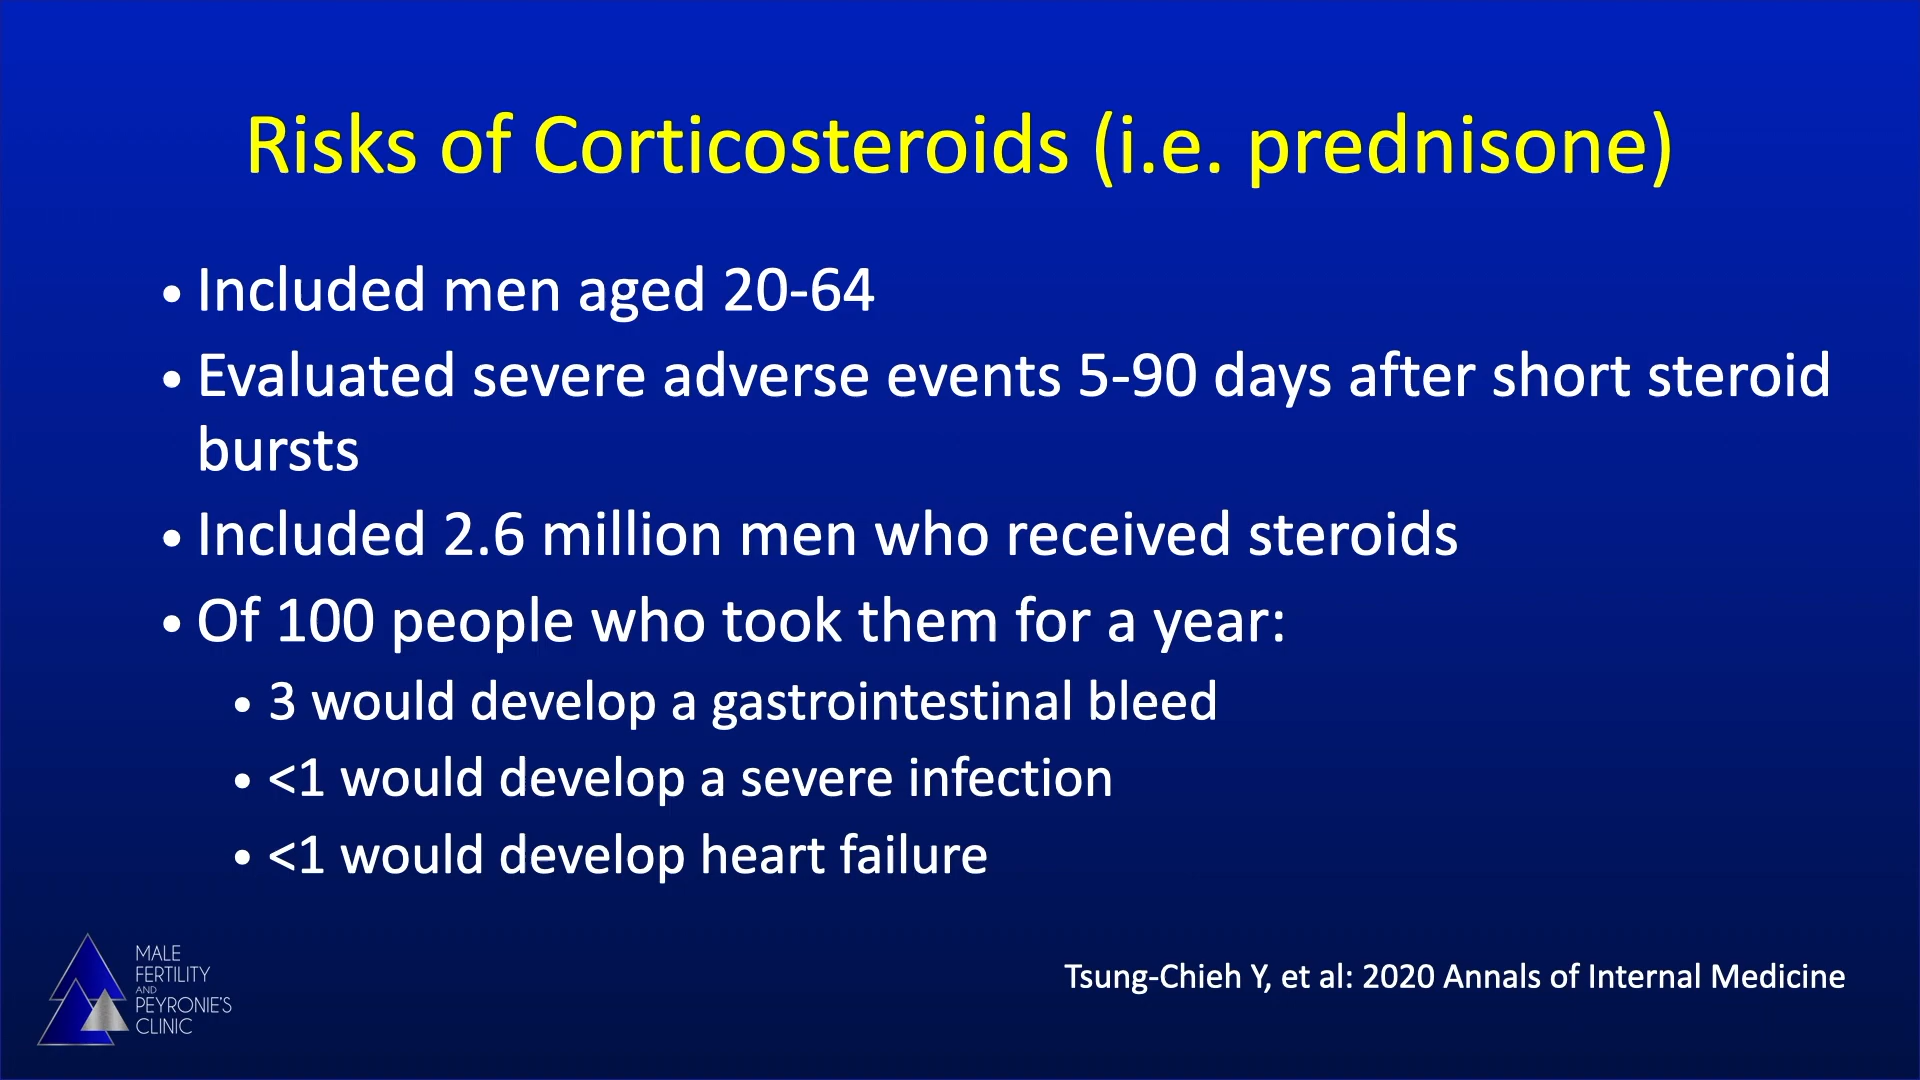 Risks of Corticosteroids (i.e. prednisone)
• Included men aged 20-64
• Evaluated severe adverse events 5-90 days after short steroid
bursts
• Included 2.6 million men who received steroids
• Of 100 people who took them for a year:
• 3 would develop a gastrointestinal bleed
• <1 would develop a severe infection
• <1 would develop heart failure
MALE
FERTILITY
AND
PEYRONIE'S
CLINIC
Tsung-Chieh Y, et al: 2020 Annals of Internal Medicine